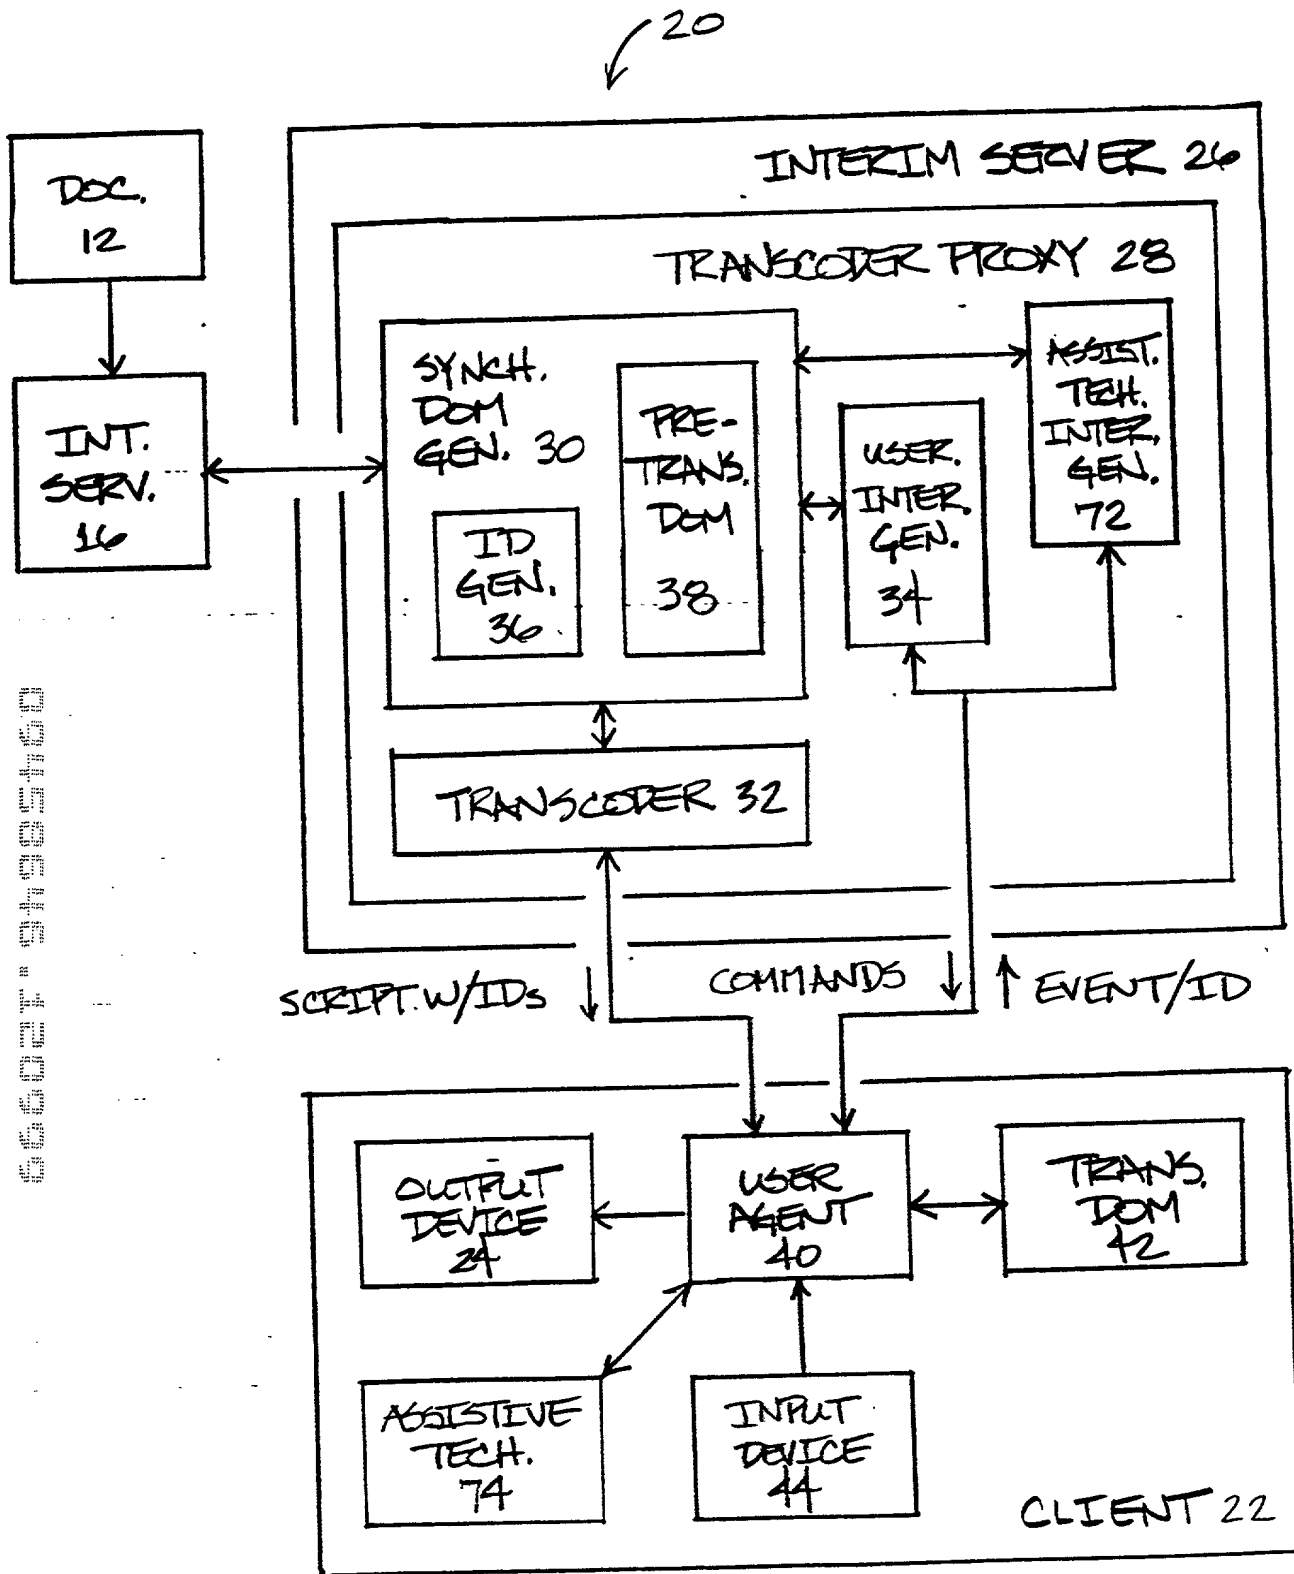 20
INTERIM SERVER 26
DOC.
12
TRANSCODER PROXY 28
SYNCH.
DOM
GEN. 30
PRE-
TRANS.
DOM
38
ID
GEN.
36
USER.
INTER.
GEN.
34
ASSIST.
TECH.
INTER.
GEN.
72
INT.
SERV.
16
TRANSCODER 32
SCRIPT. W/IDs
COMMANDS
EVENT/ID
OUTPUT
DEVICE
24
USER
AGENT
40
TRANS.
DOM
42
ASSISTIVE
TECH.
74
INPUT
DEVICE
44
CLIENT 22